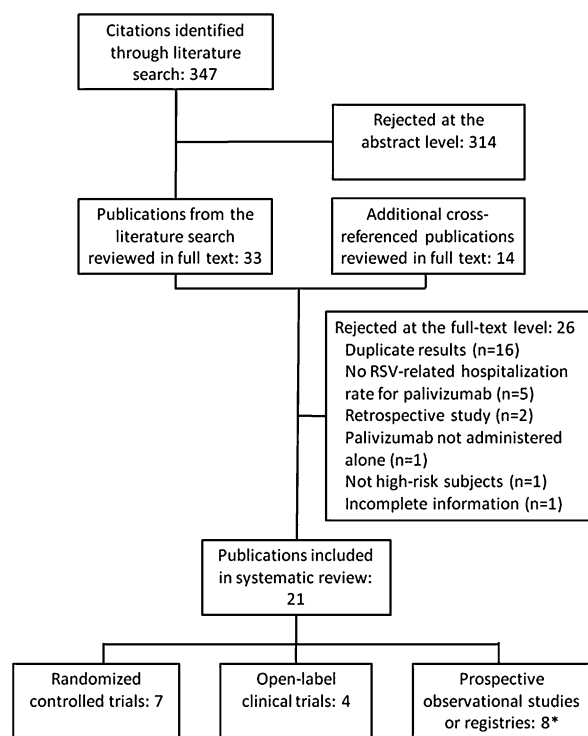 Citations identified
through literature
search: 347
Rejected at the
abstract level: 314
Publications from the
literature search
reviewed in full text: 33
Additional cross-
referenced publications
reviewed in full text: 14
Rejected at the full-text level: 26
Duplicate results (n=16)
No RSV-related hospitalization
rate for palivizumab (n=5)
Retrospective study (n=2)
Palivizumab not administered
alone (n=1)
Not high-risk subjects (n=1)
Incomplete information (n=1)
Publications included
in systematic review:
21
Randomized
controlled trials: 7
Open-label
clinical trials: 4
Prospective
observational studies
or registries: 8*